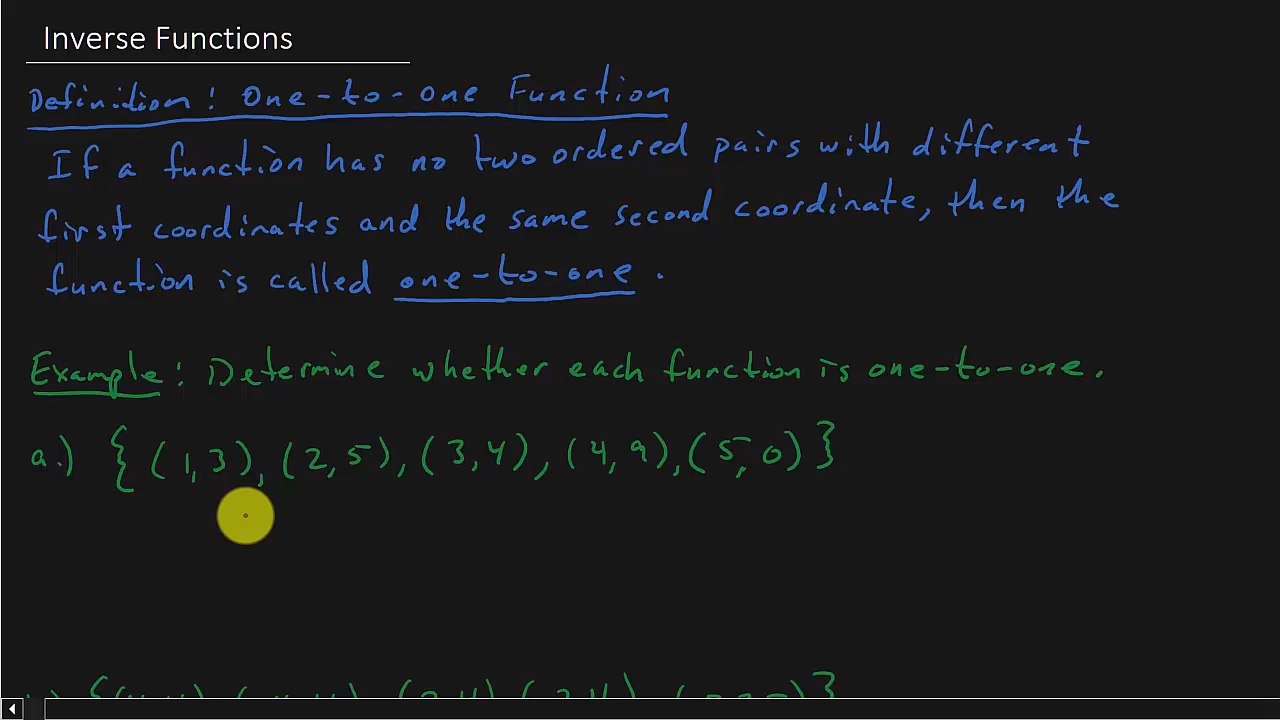 Inverse Functions
Definition: One-to-one Function
If a function has no two ordered pairs with different
first coordinates and the same second coordinate, then the
function is called one-to-one.
Example: Determine whether each function is one-to-one.
a.) {(1,3), (2,5), (3,4), (4,9), (5,0)}